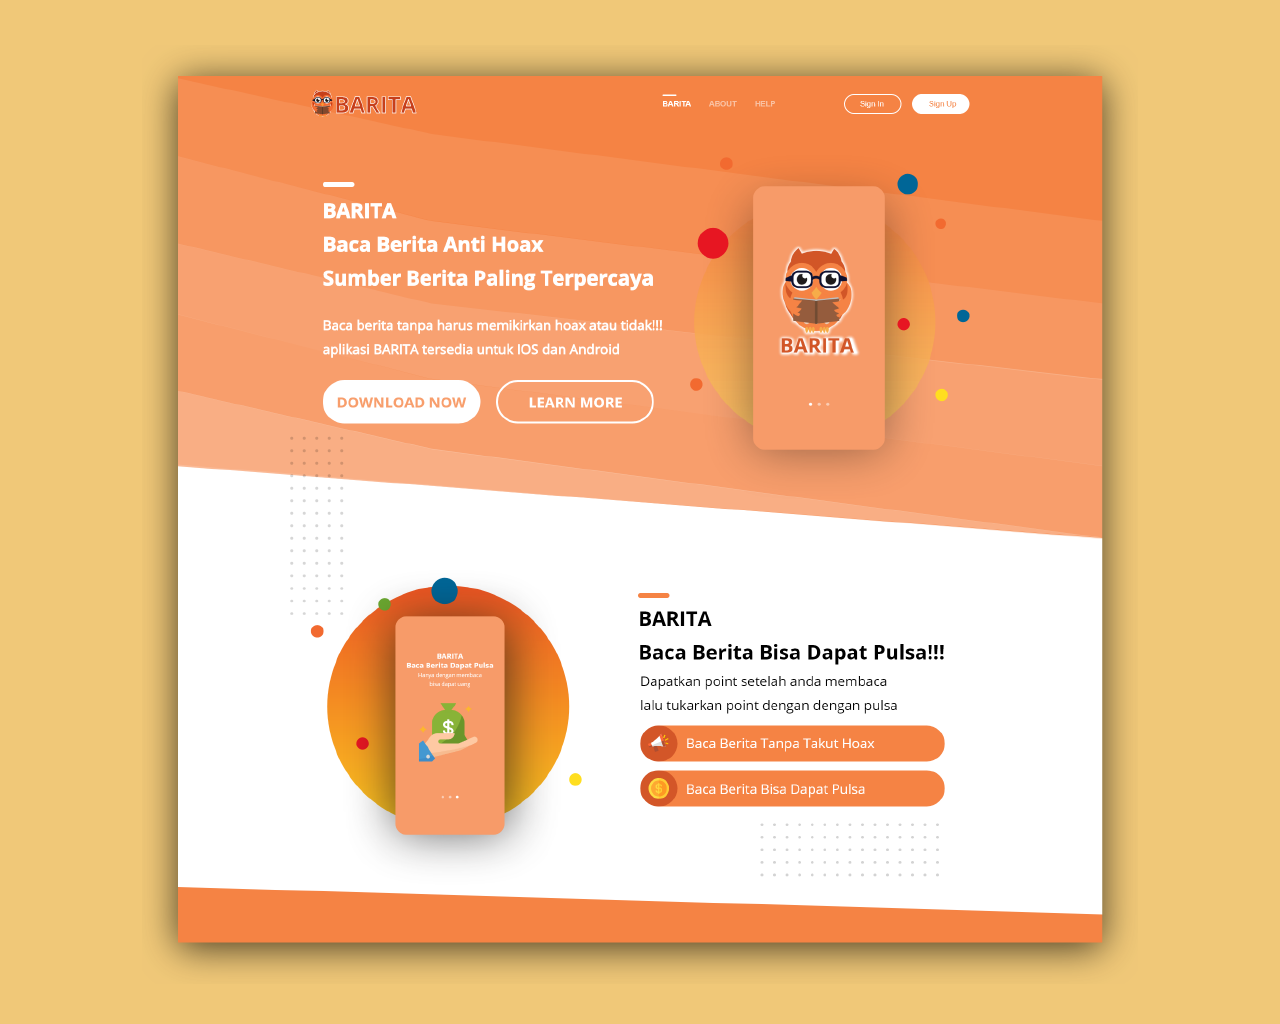 BARITA
BARITA ABOUT HELP
Sign In Sign Up
BARITA
Baca Berita Anti Hoax
Sumber Berita Paling Terpercaya
Baca berita tanpa harus memikirkan hoax atau tidak!!!
aplikasi BARITA tersedia untuk IOS dan Android
DOWNLOAD NOW LEARN MORE
BARITA
BARITA
Baca Berita Dapat Pulsa
Hanya dengan membaca
bisa dapat uang
$
BARITA
Baca Berita Bisa Dapat Pulsa!!!
Dapatkan point setelah anda membaca
lalu tukarkan point dengan dengan pulsa
Baca Berita Tanpa Takut Hoax
$
Baca Berita Bisa Dapat Pulsa